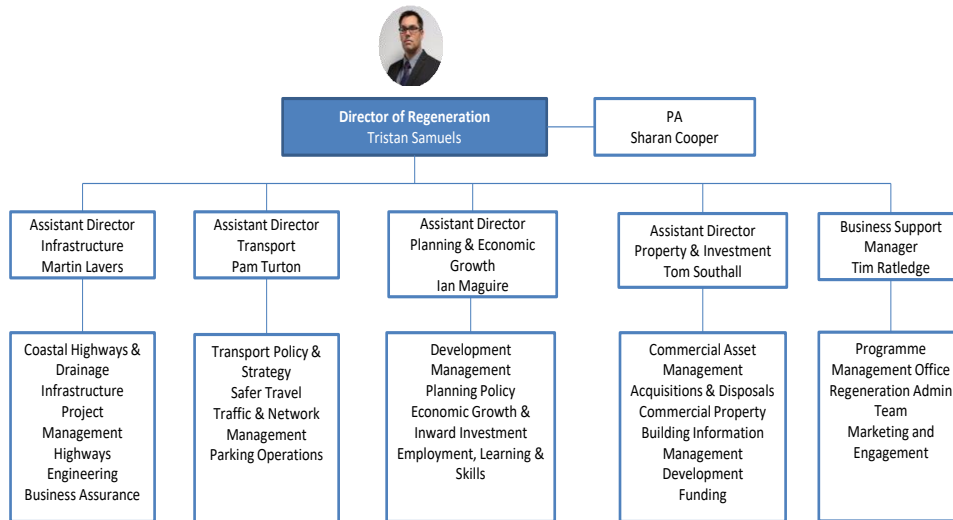 Director of Regeneration
Tristan Samuels
PA
Sharan Cooper
Assistant Director
Infrastructure
Martin Lavers
Assistant Director
Transport
Pam Turton
Assistant Director
Planning & Economic
Growth
Ian Maguire
Assistant Director
Property & Investment
Tom Southall
Business Support
Manager
Tim Ratledge
Coastal Highways &
Drainage
Infrastructure
Project
Management
Highways
Engineering
Business Assurance
Transport Policy &
Strategy
Safer Travel
Traffic & Network
Management
Parking Operations
Development
Management
Planning Policy
Economic Growth &
Inward Investment
Employment, Learning &
Skills
Commercial Asset
Management
Acquisitions & Disposals
Commercial Property
Building Information
Management
Development
Funding
Programme
Management Office
Regeneration Admin
Team
Marketing and
Engagement